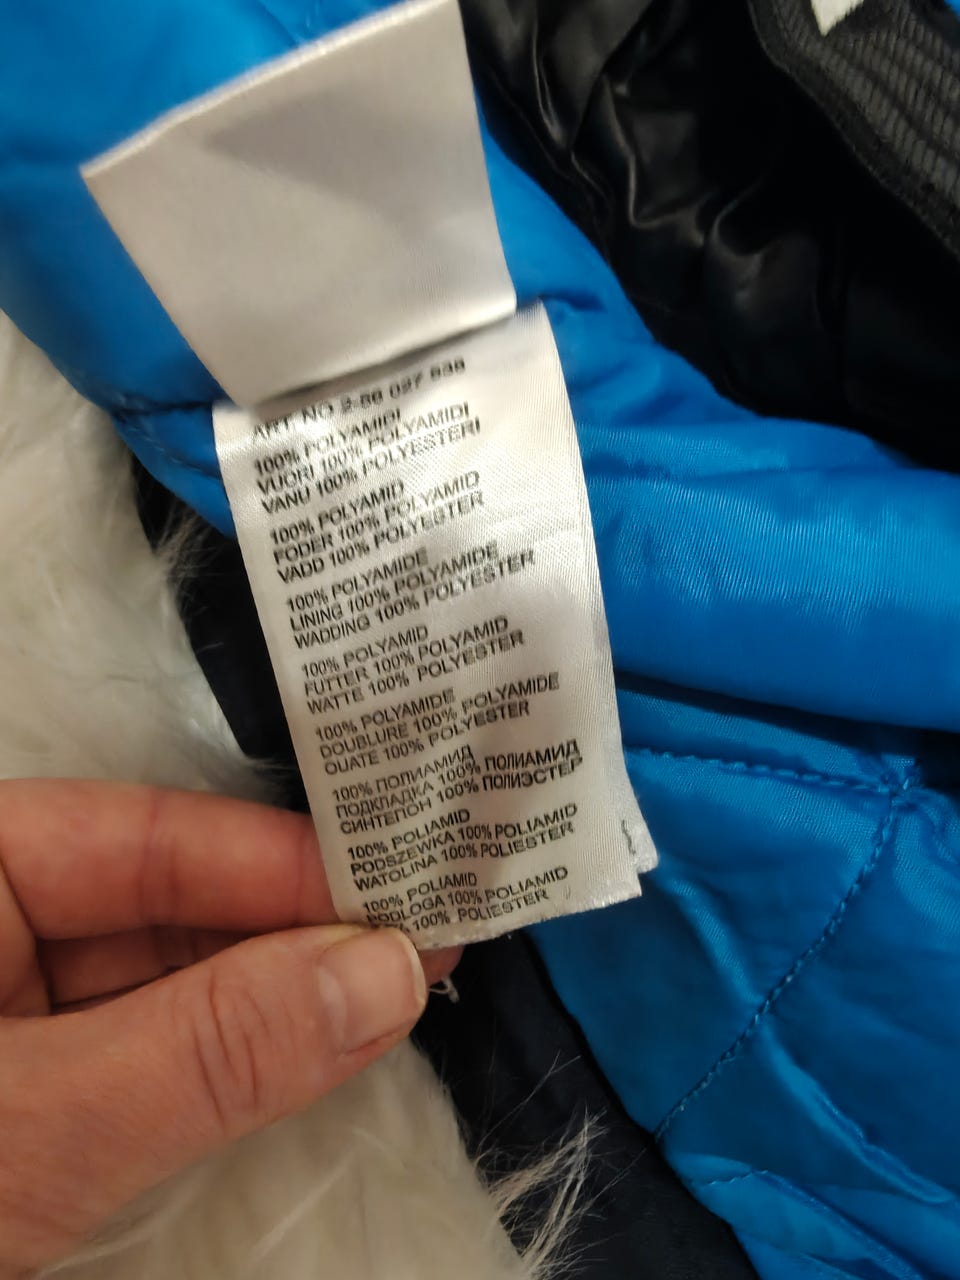 ART. NO 2-56 027 838
100% POLYAMIDI
VUORI 100% POLYAMIDI
VANU 100% POLYESTERI
100% POLYAMID
FODER 100% POLYAMID
VADD 100% POLYESTER
100% POLYAMIDE
LINING 100% POLYAMIDE
WADDING 100% POLYESTER
100% POLYAMID
FUTTER 100% POLYAMID
WATTE 100% POLYESTER
100% POLYAMIDE
DOUBLURE 100% POLYAMIDE
OUATE 100% POLYESTER
100% ПОЛИАМИД
ПОДКЛАДКА 100% ПОЛИАМИД
СИНТЕПОН 100% ПОЛИЭСТЕР
100% POLIAMID
PODSZEWKA 100% POLIAMID
WATOLINA 100% POLIESTER
100% POLIAMID
PODLOGA 100% POLIAMID
100% POLIESTER